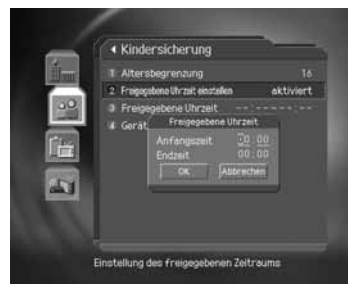 Kindersicherung
1 Altersbegrenzung 16
2 Freigegebene Uhrzeit einstellen aktiviert
3 Freigegebene Uhrzeit --:-- --:--
4 Gerät
Freigegebene Uhrzeit
Anfangszeit 00:00
Endzeit 00:00
OK Abbrechen
Einstellung des freigegebenen Zeitraums